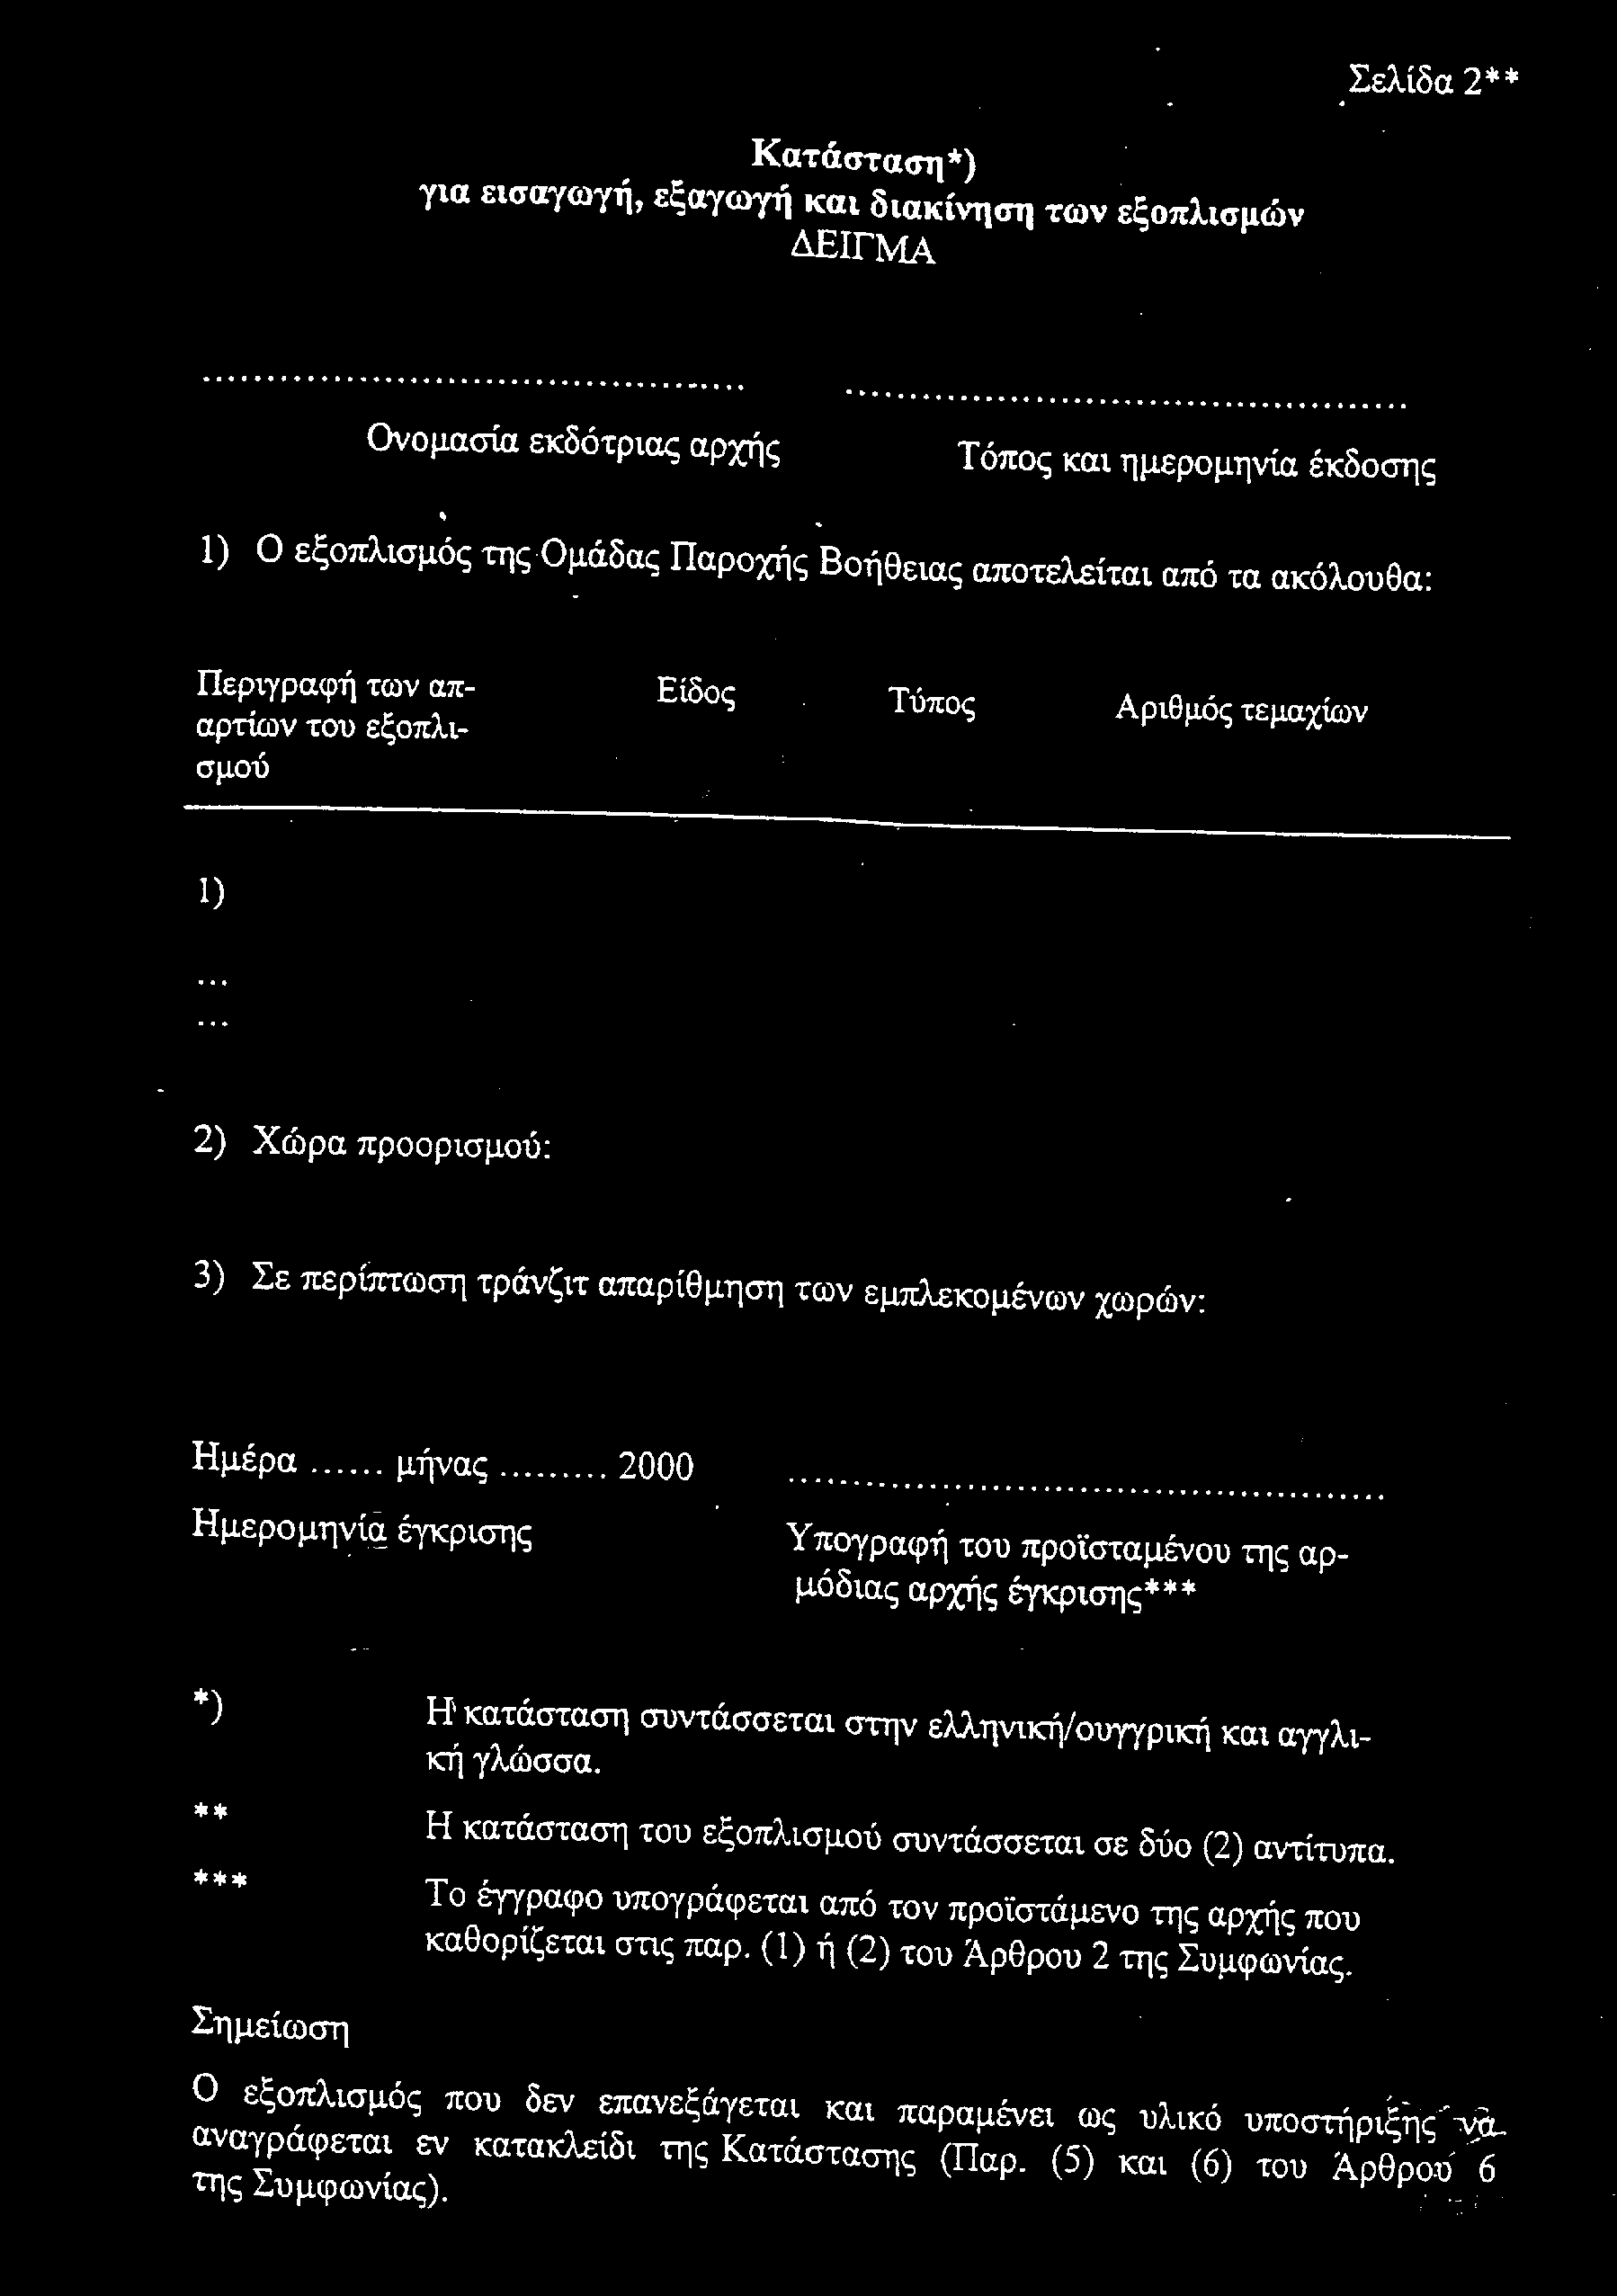 Σελίδα 2**
Κατάσταση*)
για εισαγωγή, εξαγωγή και διακίνηση των εξοπλισμών
ΔΕΙΓΜΑ
........................................... ...........................................
Ονομασία εκδότριας αρχής Τόπος και ημερομηνία έκδοσης
1) Ο εξοπλισμός της Ομάδας Παροχής Βοήθειας αποτελείται από τα ακόλουθα:
Περιγραφή των απ- Είδος Τύπος Αριθμός τεμαχίων
αρτίων του εξοπλι-
σμού
1)
...
...
2) Χώρα προορισμού:
3) Σε περίπτωση τράνζιτ απαρίθμηση των εμπλεκομένων χωρών:
Ημέρα ...... μήνας ......... 2000 ...............................................
Ημερομηνία έγκρισης Υπογραφή του προϊσταμένου της αρ-
μόδιας αρχής έγκρισης***
*) Η κατάσταση συντάσσεται στην ελληνική/ουγγρική και αγγλι-
κή γλώσσα.
** Η κατάσταση του εξοπλισμού συντάσσεται σε δύο (2) αντίτυπα.
*** Το έγγραφο υπογράφεται από τον προϊστάμενο της αρχής που
καθορίζεται στις παρ. (1) ή (2) του Άρθρου 2 της Συμφωνίας.
Σημείωση
Ο εξοπλισμός που δεν επανεξάγεται και παραμένει ως υλικό υποστήριξης να
αναγράφεται εν κατακλείδι της Κατάστασης (Παρ. (5) και (6) του Άρθρου 6
της Συμφωνίας).